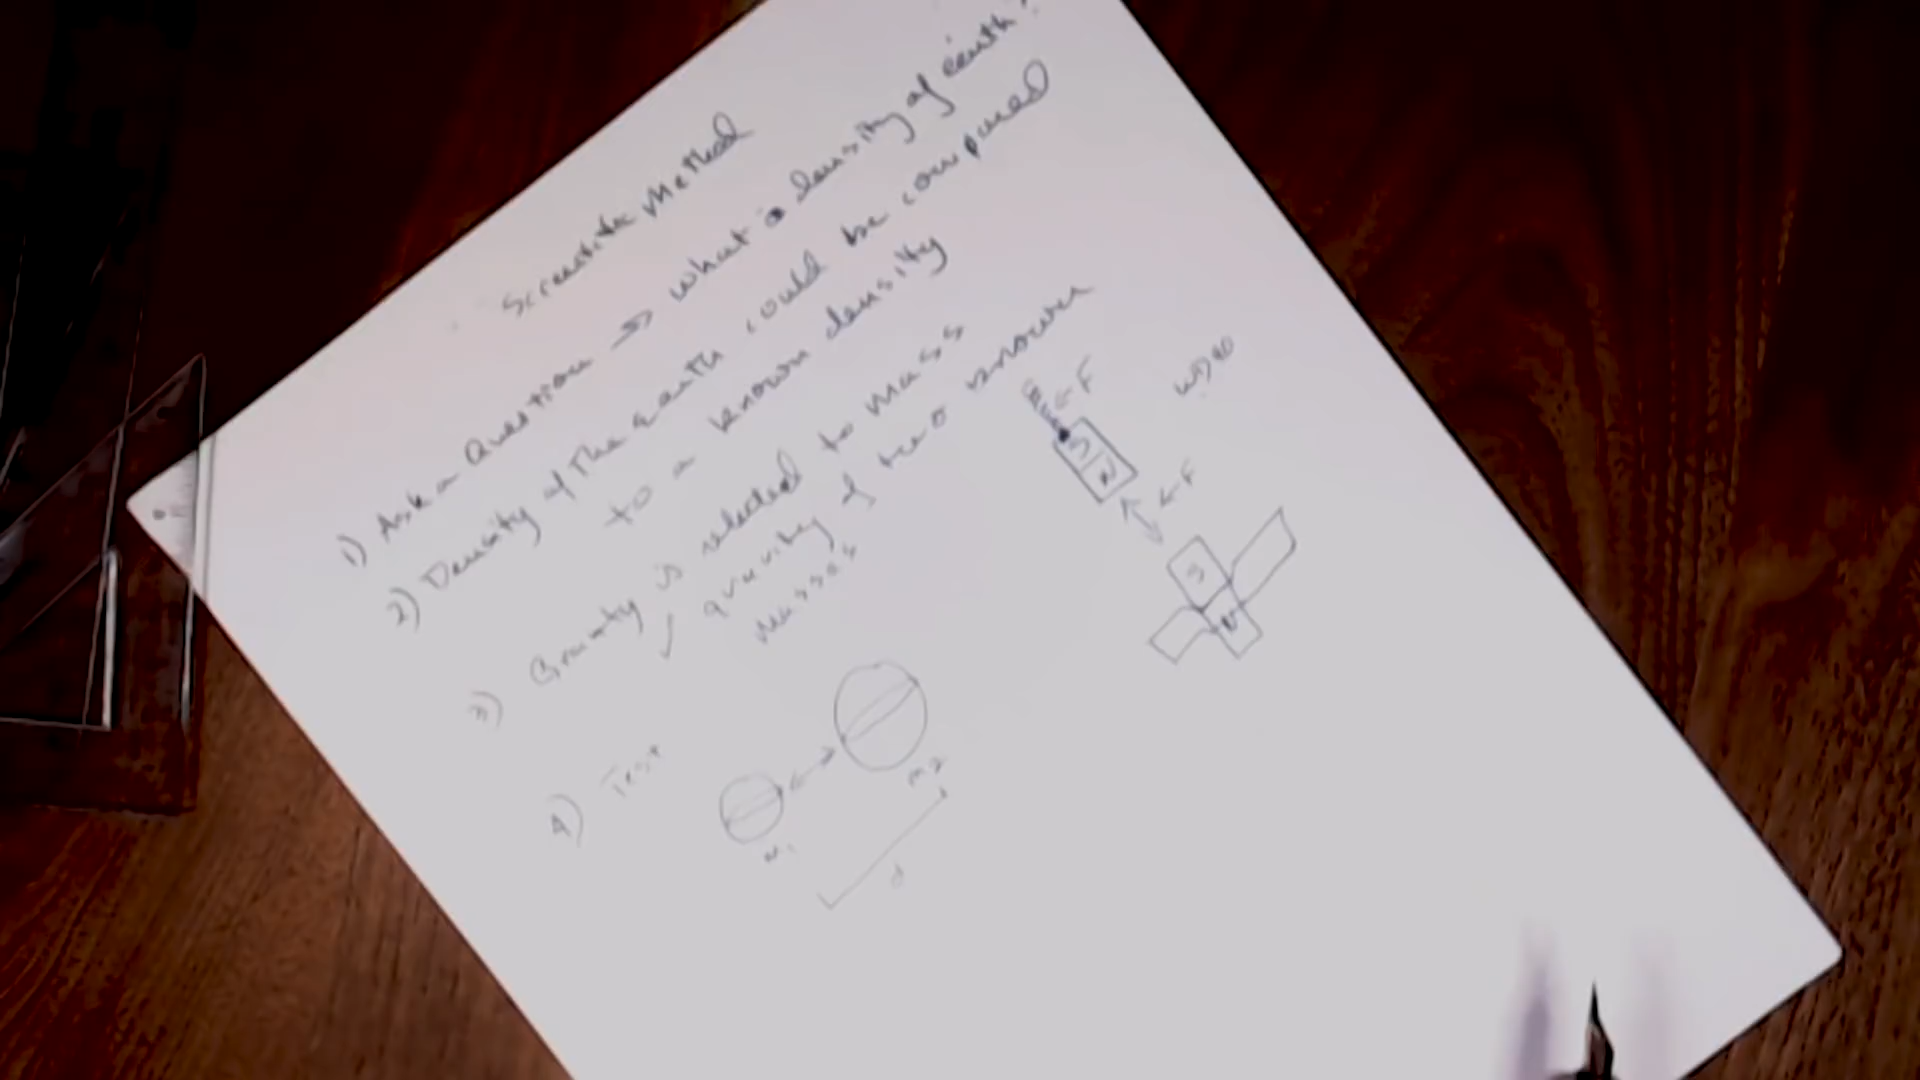 Scientific Method
1) Ask a Question → what is density of earth?
2) Density of the earth could be compared
to a known density
3) Gravity is related to mass
✓ gravity of two known
masses
4) Test
m1
m2
d
←F
S
N
←F
S
N
WD40